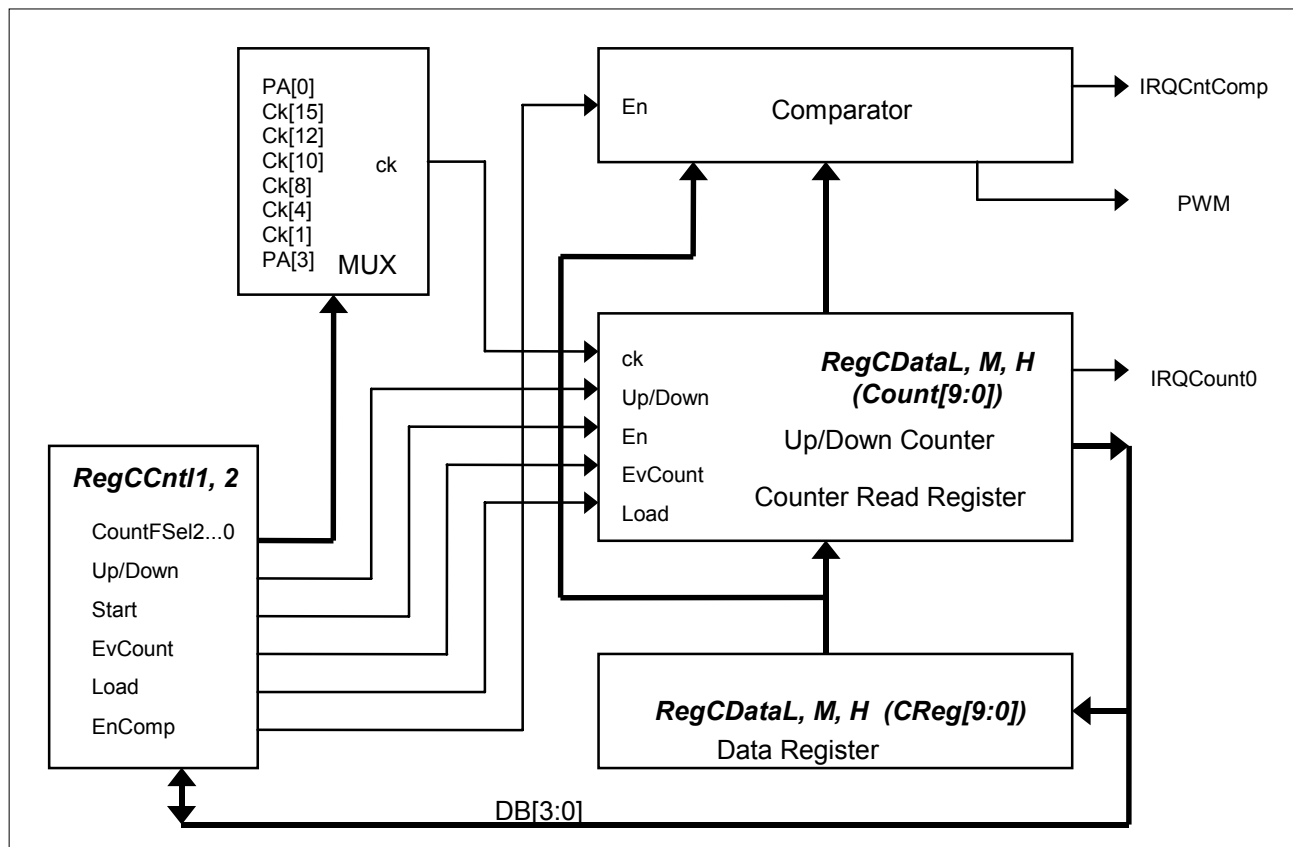 PA[0]
Ck[15]
Ck[12]
Ck[10]
Ck[8]
Ck[4]
Ck[1]
PA[3]
ck
MUX
En
Comparator
IRQCntComp
PWM
ck
Up/Down
En
EvCount
Load
RegCDataL, M, H
(Count[9:0])
Up/Down Counter
Counter Read Register
IRQCount0
RegCCntl1, 2
CountFSel2...0
Up/Down
Start
EvCount
Load
EnComp
RegCDataL, M, H (CReg[9:0])
Data Register
DB[3:0]